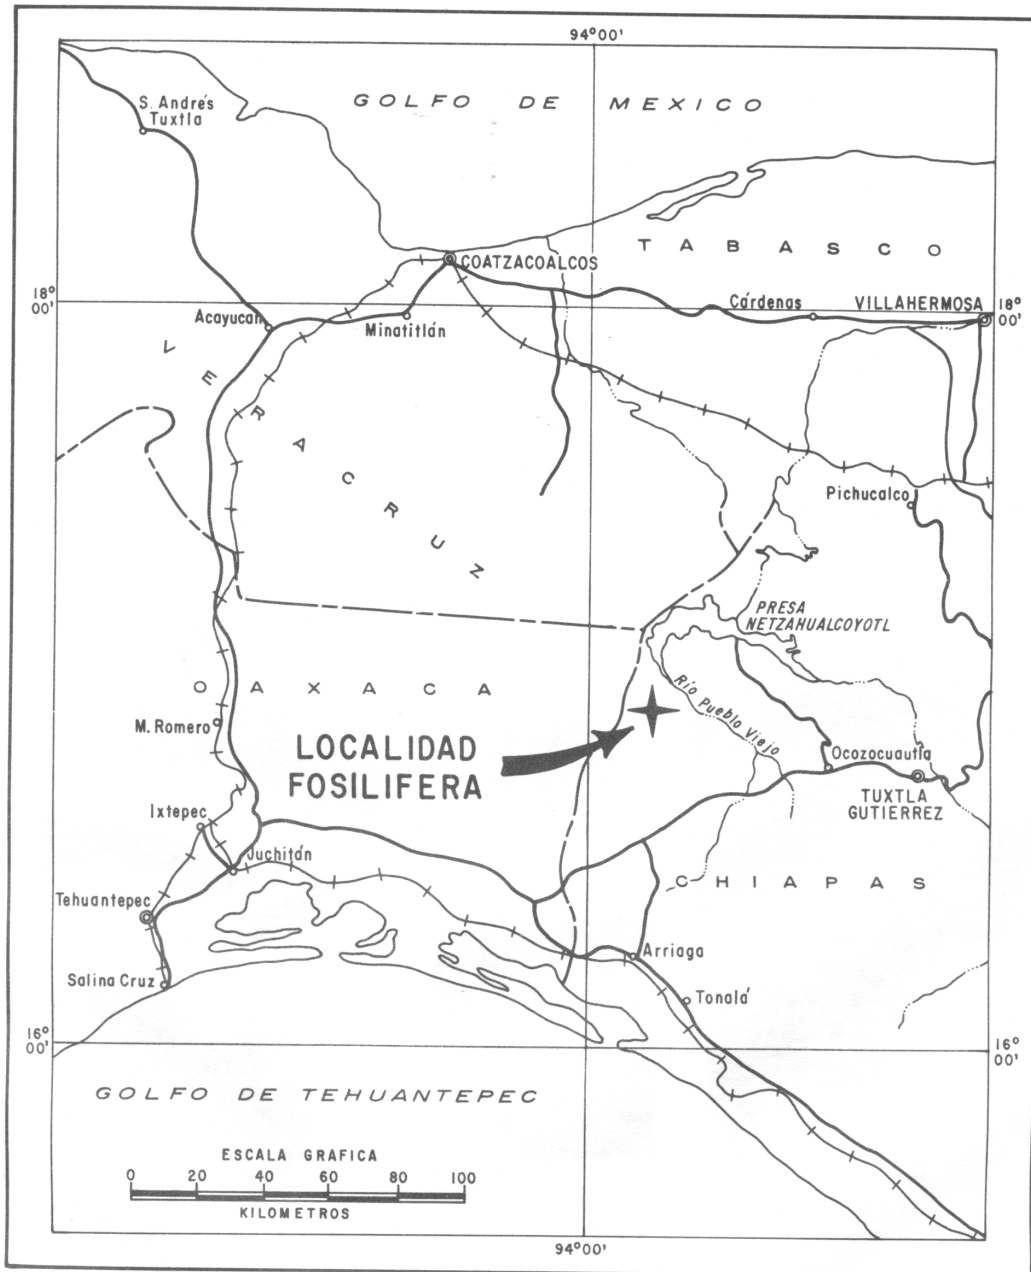 94°00'
GOLFO DE MEXICO
S. Andrés
Tuxtla
TABASCO
COATZACOALCOS
18°
00'
Acayucan
Minatitlán
Cárdenas
VILLAHERMOSA
18°
00'
VERACRUZ
Pichucalco
PRESA
NETZAHUALCOYOTL
OAXACA
Río Pueblo Viejo
M. Romero
LOCALIDAD
FOSILIFERA
Ocozocuautla
TUXTLA
GUTIERREZ
Ixtepec
Juchitán
CHIAPAS
Tehuantepec
Arriaga
Salina Cruz
Tonalá
16°
00'
16°
00'
GOLFO DE TEHUANTEPEC
ESCALA GRAFICA
0 20 40 60 80 100
KILOMETROS
94°00'